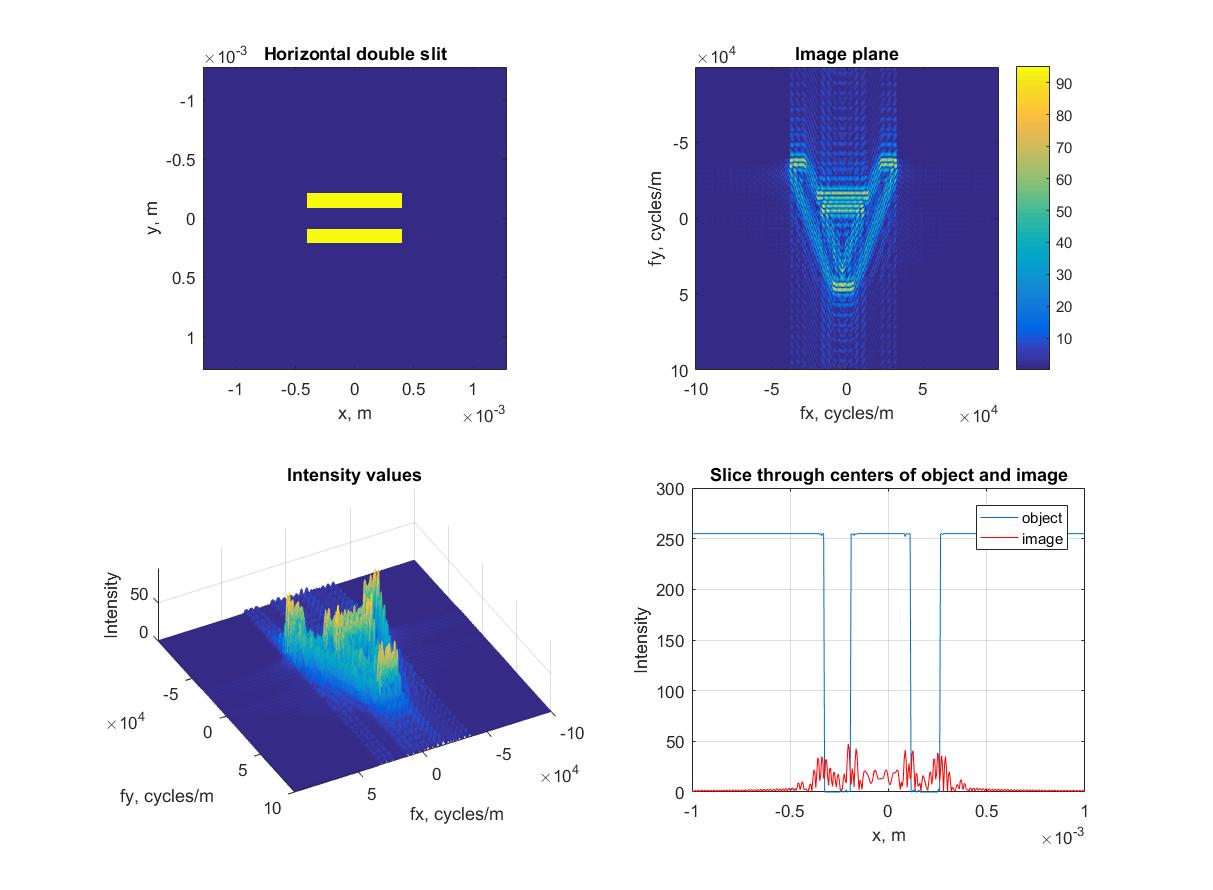 ×10-3 Horizontal double slit
-1
-0.5
0
0.5
1
y, m
-1 -0.5 0 0.5 1
x, m ×10-3
×104 Image plane
-5
0
5
10
fy, cycles/m
-10 -5 0 5
fx, cycles/m ×104
90
80
70
60
50
40
30
20
10
Intensity values
50
0
Intensity
-5
×104
0
5
10
fy, cycles/m
5 0 -5 -10
×104
fx, cycles/m
Slice through centers of object and image
300
250
200
150
100
50
0
Intensity
object
image
-1 -0.5 0 0.5 1
x, m ×10-3